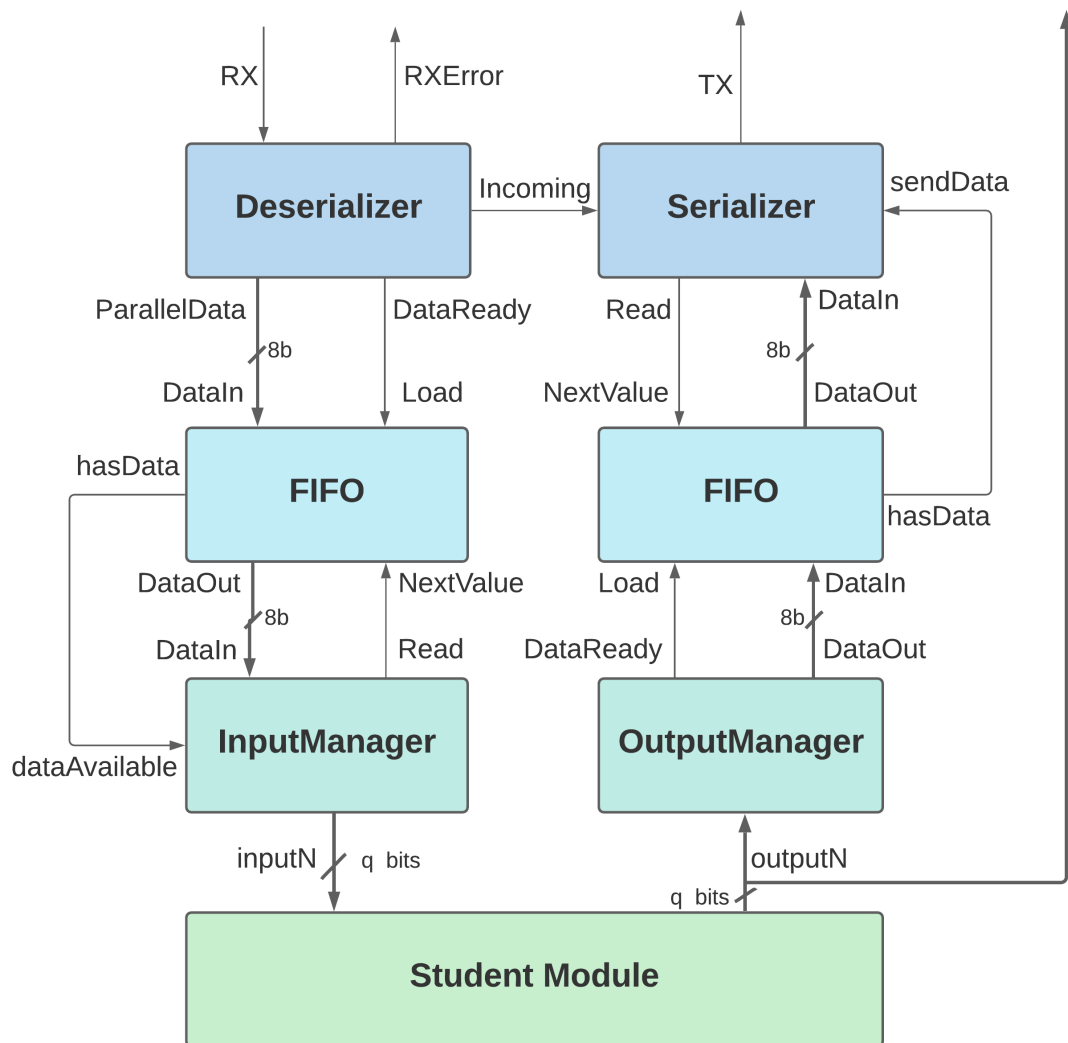 RX
RXError
TX
Deserializer
Incoming
Serializer
sendData
ParallelData
DataReady
Read
DataIn
8b
8b
DataIn
Load
NextValue
DataOut
hasData
FIFO
FIFO
hasData
DataOut
NextValue
Load
DataIn
8b
8b
DataIn
Read
DataReady
DataOut
InputManager
OutputManager
dataAvailable
inputN
q bits
outputN
q bits
Student Module